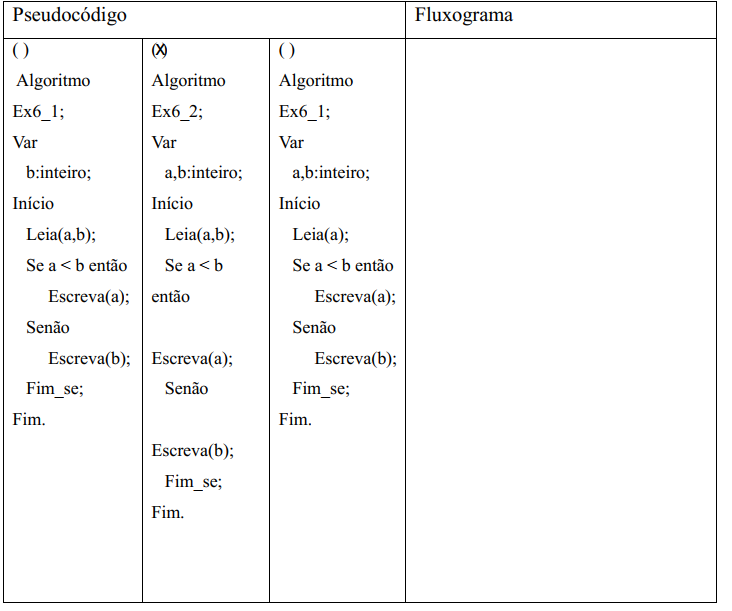 Pseudocódigo
Fluxograma
( )
Algoritmo
Ex6_1;
Var
b:inteiro;
Início
Leia(a,b);
Se a < b então
Escreva(a);
Senão
Escreva(b);
Fim_se;
Fim.
(X)
Algoritmo
Ex6_2;
Var
a,b:inteiro;
Início
Leia(a,b);
Se a < b
então
Escreva(a);
Senão
Escreva(b);
Fim_se;
Fim.
( )
Algoritmo
Ex6_1;
Var
a,b:inteiro;
Início
Leia(a);
Se a < b então
Escreva(a);
Senão
Escreva(b);
Fim_se;
Fim.